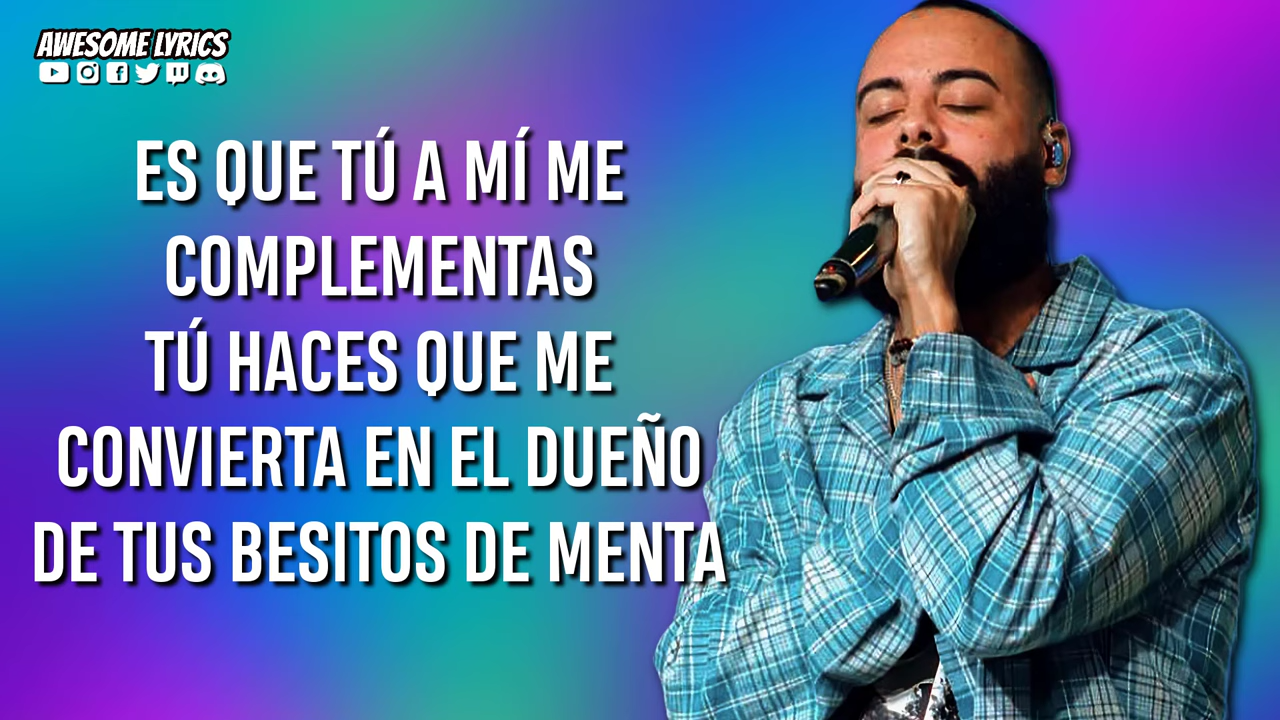 AWESOME LYRICS
ES QUE TÚ A MÍ ME
COMPLEMENTAS
TÚ HACES QUE ME
CONVIERTA EN EL DUEÑO
DE TUS BESITOS DE MENTA